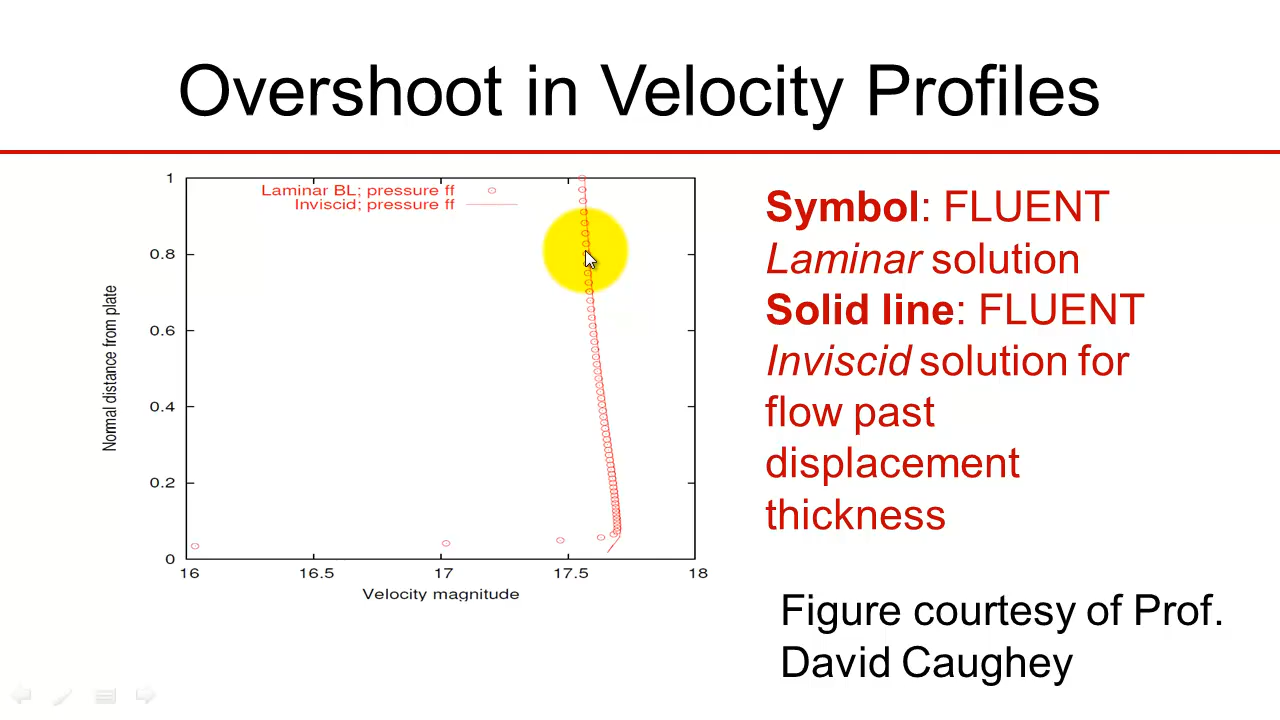 Overshoot in Velocity Profiles
Laminar BL; pressure ff
Inviscid; pressure ff
1
0.8
0.6
0.4
0.2
0
16
16.5
17
17.5
18
Normal distance from plate
Velocity magnitude
Symbol: FLUENT
Laminar solution
Solid line: FLUENT
Inviscid solution for
flow past
displacement
thickness
Figure courtesy of Prof.
David Caughey